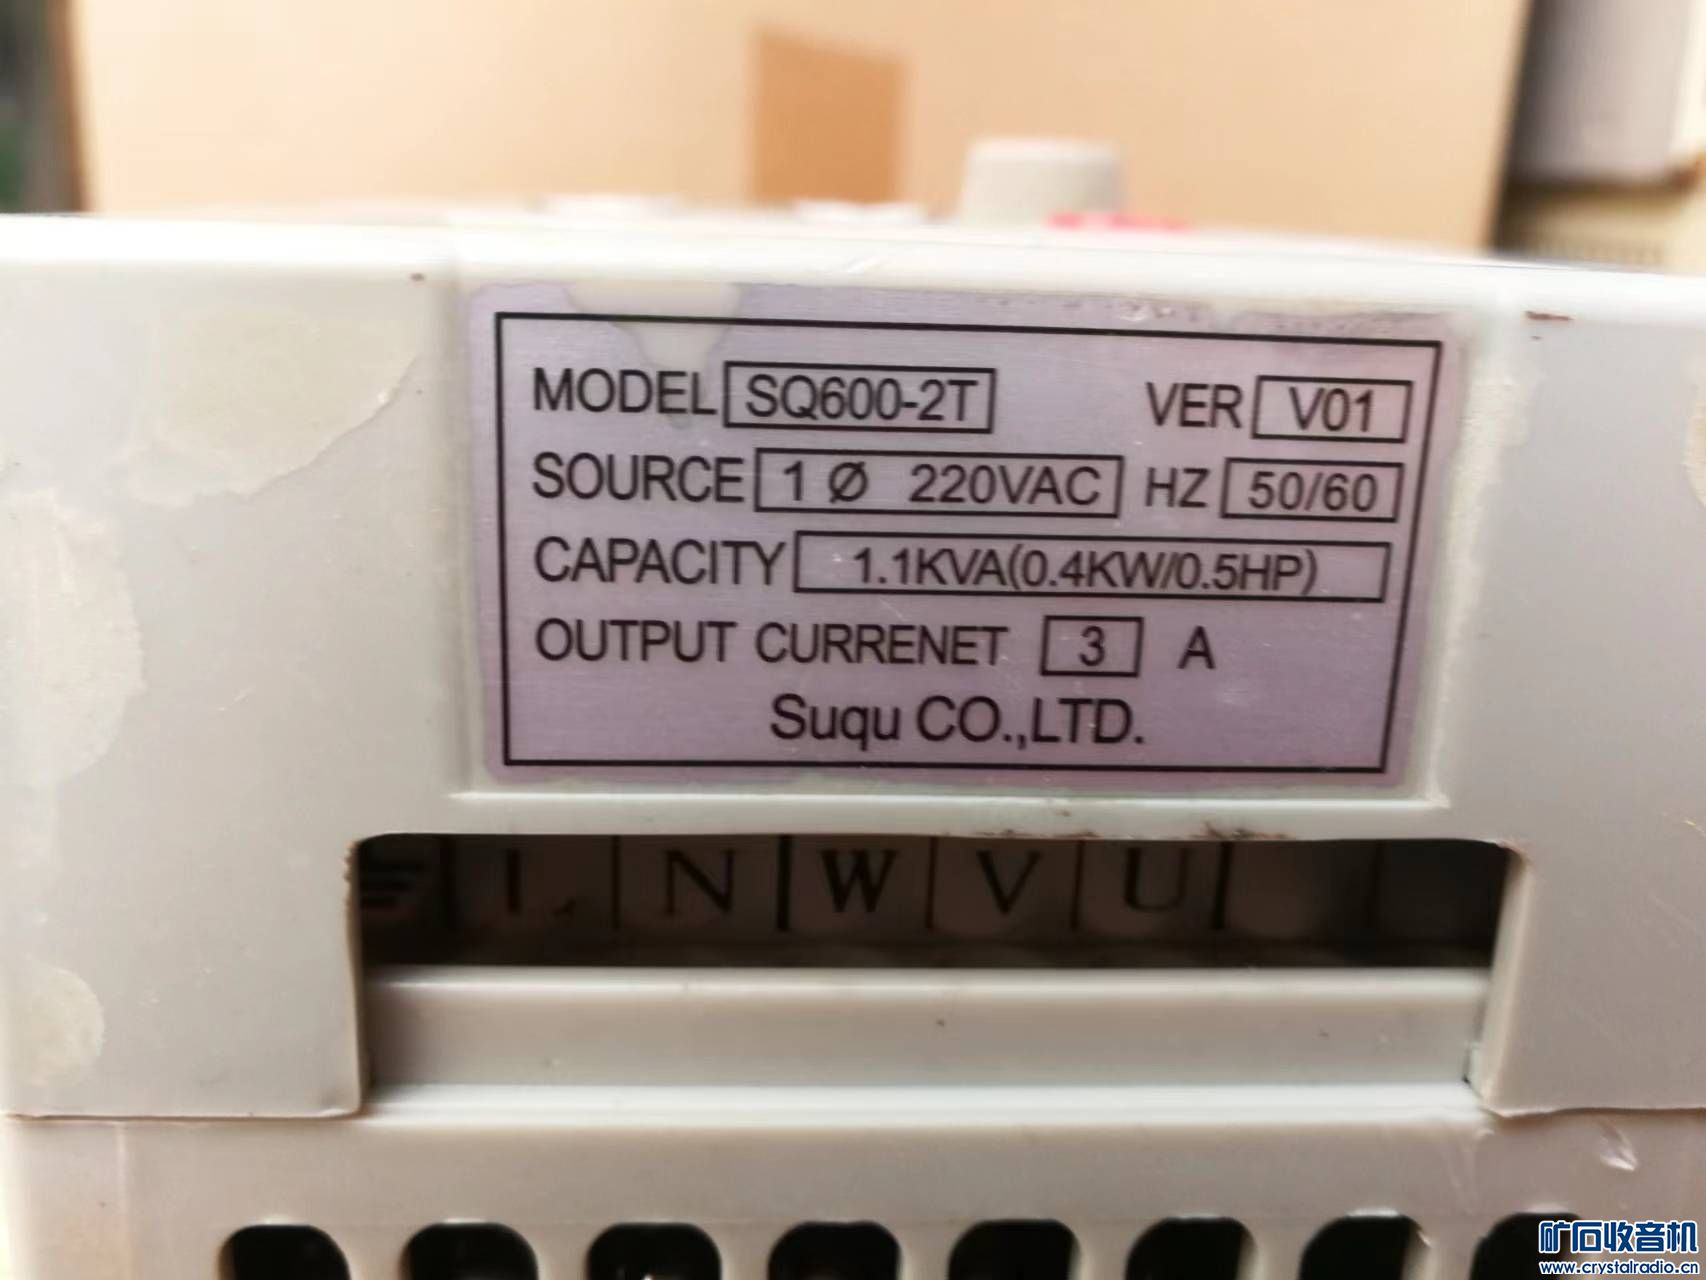 MODEL SQ600-2T VER V01
SOURCE 1 Ø 220VAC HZ 50/60
CAPACITY 1.1KVA(0.4KW/0.5HP)
OUTPUT CURRENET 3 A
Suqu CO.,LTD.
L N W V U
矿石收音机
www.crystalradio.cn